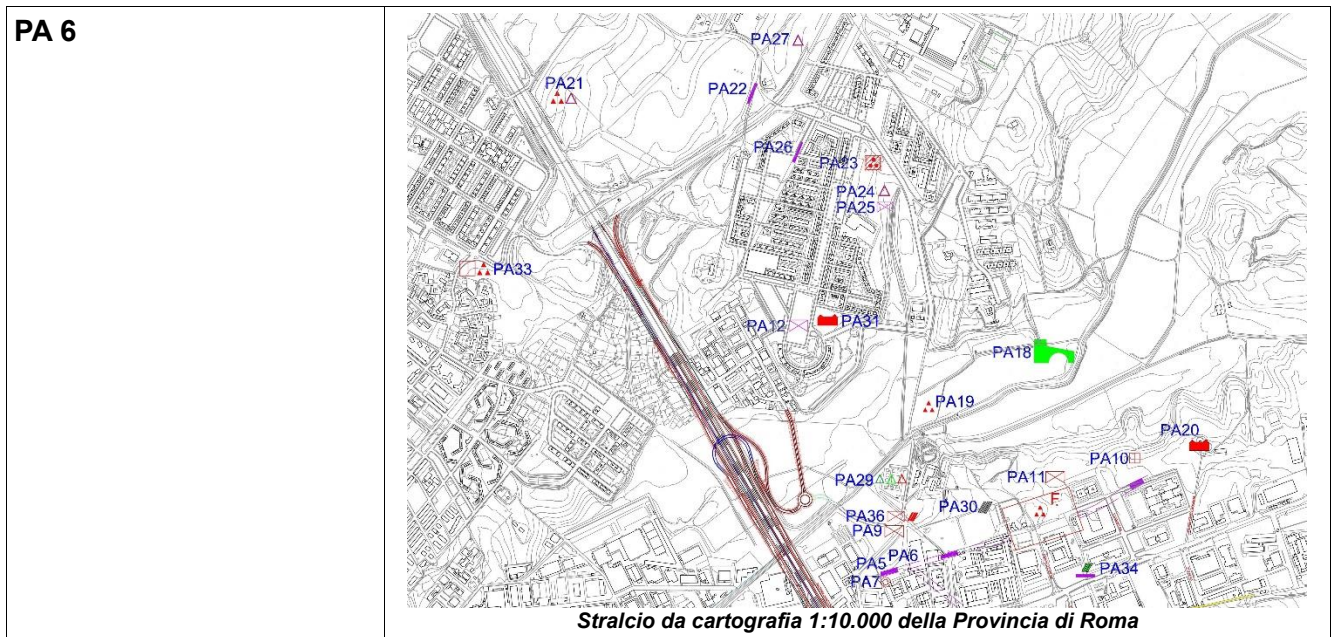 PA 6
PA27
PA21
PA22
PA26
PA23
PA24
PA25
PA33
PA12
PA31
PA18
PA19
PA20
PA10
PA29
PA11
PA30
F.
PA36
PA9
PA6
PA5
PA7
PA34
Stralcio da cartografia 1:10.000 della Provincia di Roma